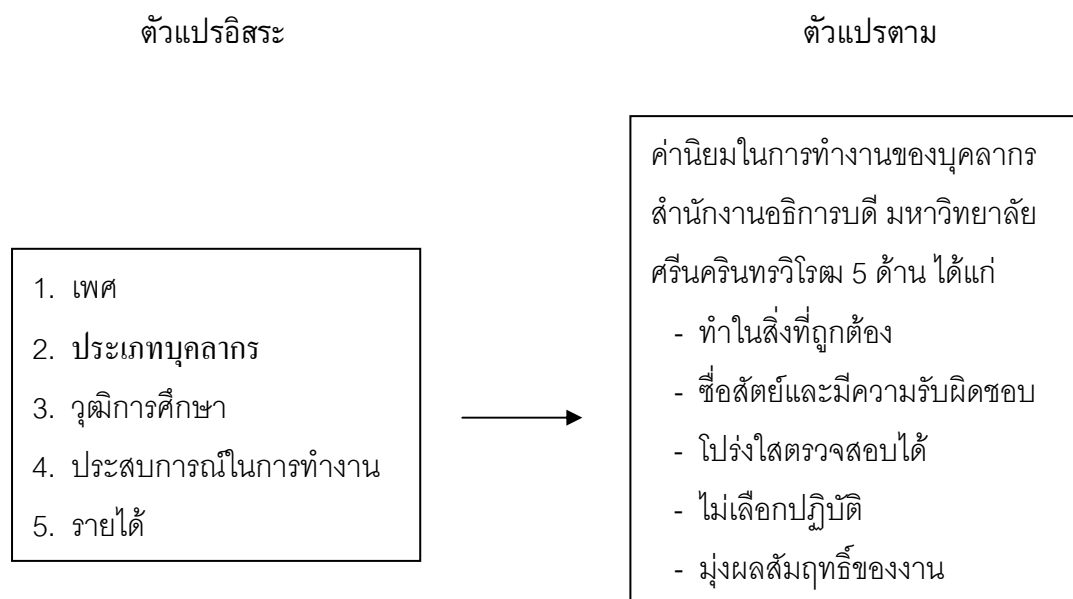 ตัวแปรอิสระ
ตัวแปรตาม
1. เพศ
2. ประเภทบุคลากร
3. วุฒิการศึกษา
4. ประสบการณ์ในการทำงาน
5. รายได้
ค่านิยมในการทำงานของบุคลากร
สำนักงานอธิการบดี มหาวิทยาลัย
ศรีนครินทรวิโรฒ 5 ด้าน ได้แก่
- ทำในสิ่งที่ถูกต้อง
- ซื่อสัตย์และมีความรับผิดชอบ
- โปร่งใสตรวจสอบได้
- ไม่เลือกปฏิบัติ
- มุ่งผลสัมฤทธิ์ของงาน